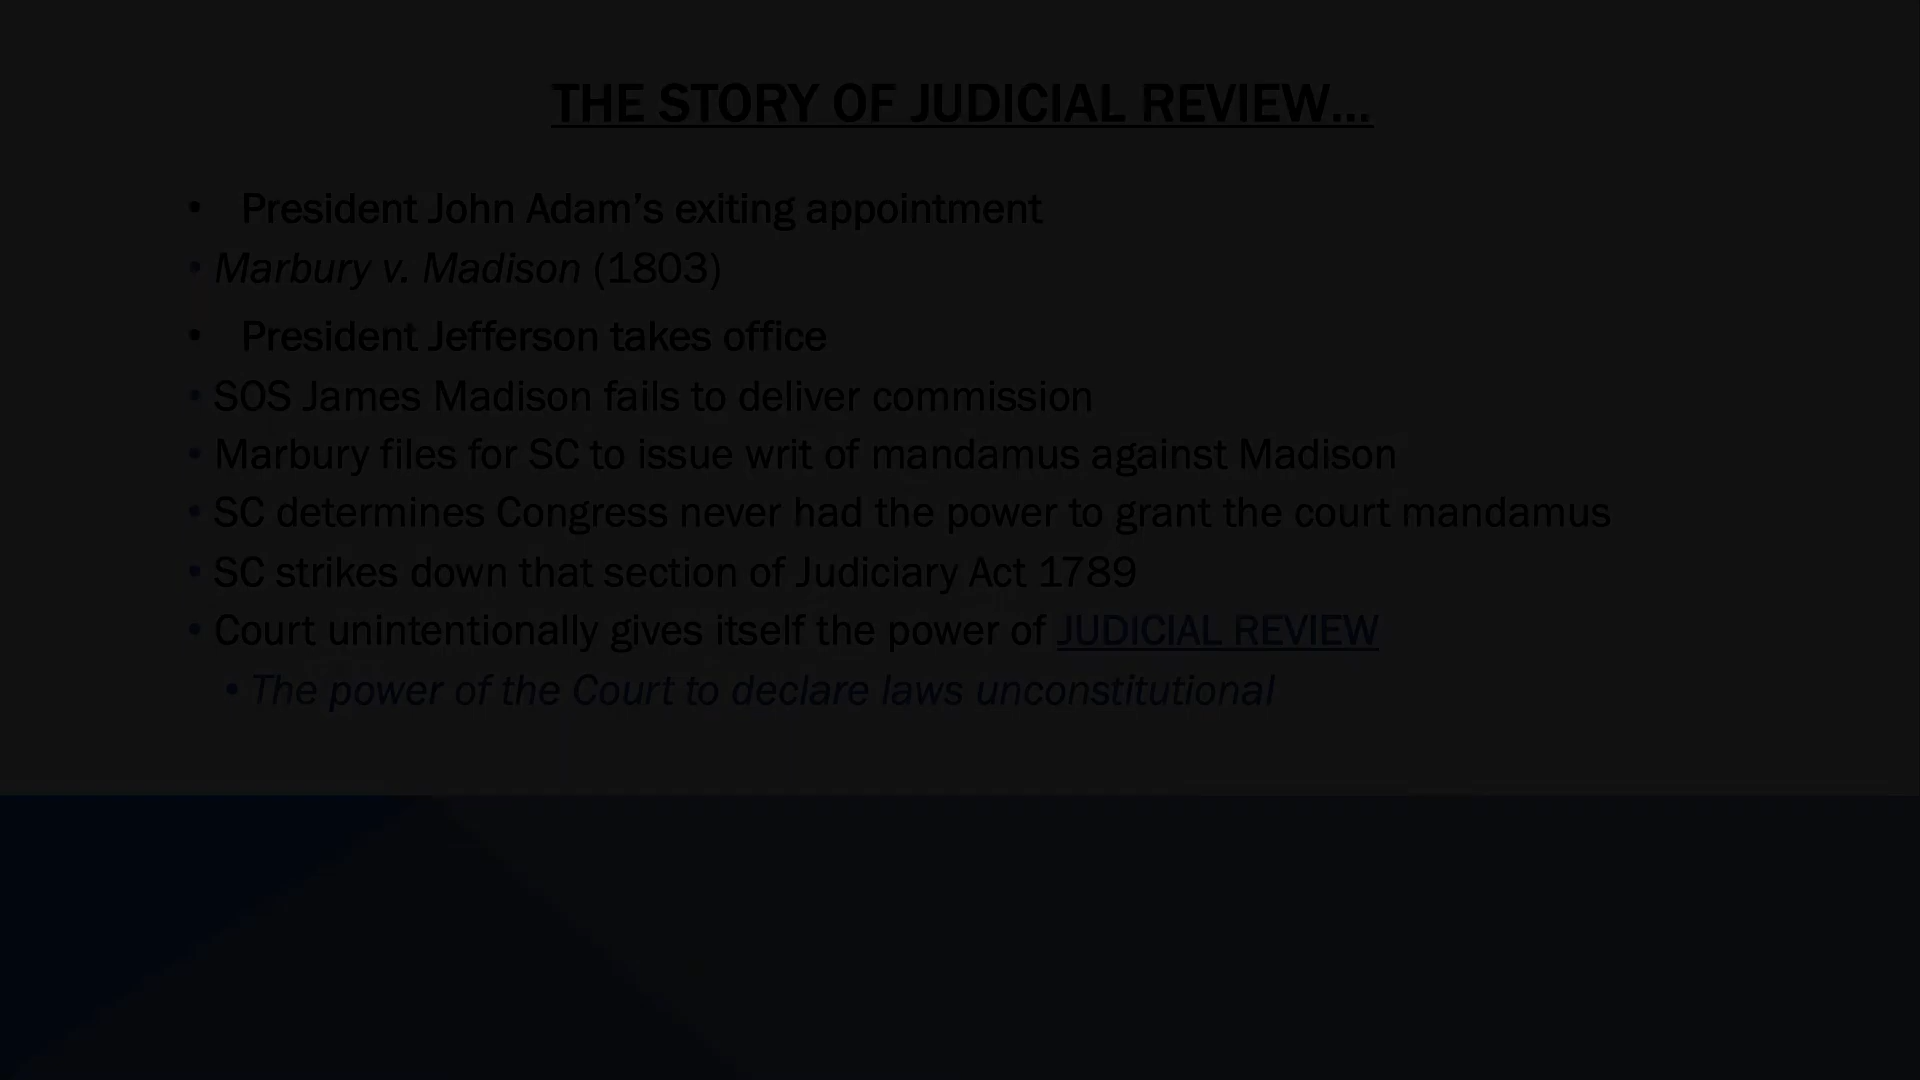 THE STORY OF JUDICIAL REVIEW...
• President John Adam’s exiting appointment
• Marbury v. Madison (1803)
• President Jefferson takes office
• SOS James Madison fails to deliver commission
• Marbury files for SC to issue writ of mandamus against Madison
• SC determines Congress never had the power to grant the court mandamus
• SC strikes down that section of Judiciary Act 1789
• Court unintentionally gives itself the power of JUDICIAL REVIEW
• The power of the Court to declare laws unconstitutional